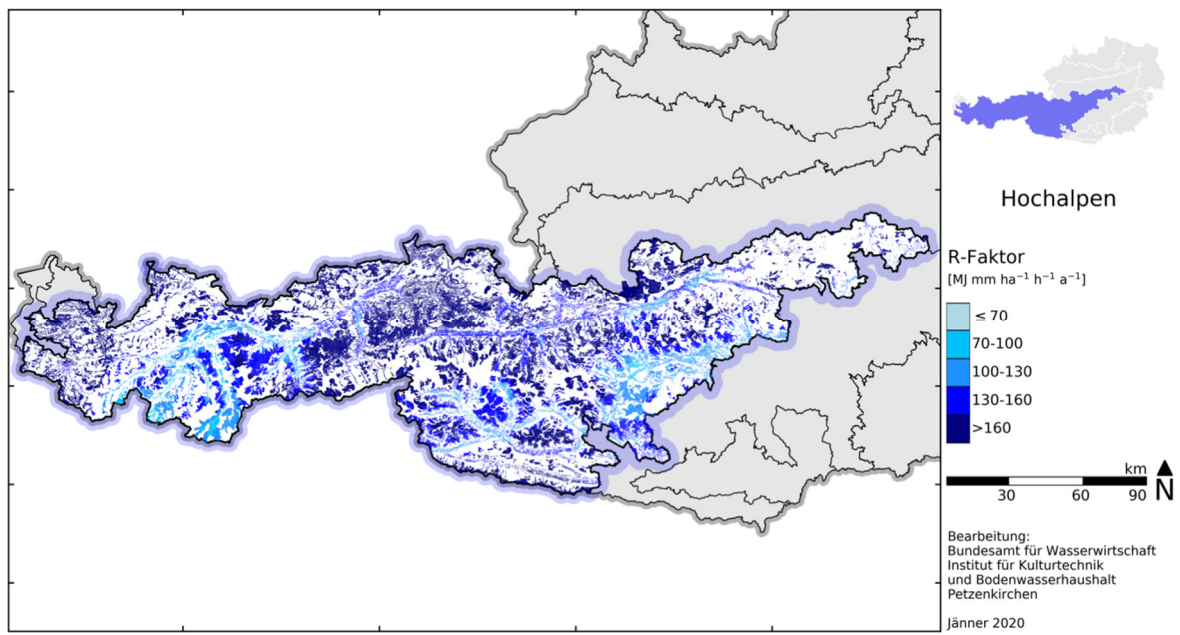 Hochalpen
R-Faktor
[MJ mm ha⁻¹ h⁻¹ a⁻¹]
≤ 70
70-100
100-130
130-160
>160
km
30 60 90
N
Bearbeitung:
Bundesamt für Wasserwirtschaft
Institut für Kulturtechnik
und Bodenwasserhaushalt
Petzenkirchen
Jänner 2020